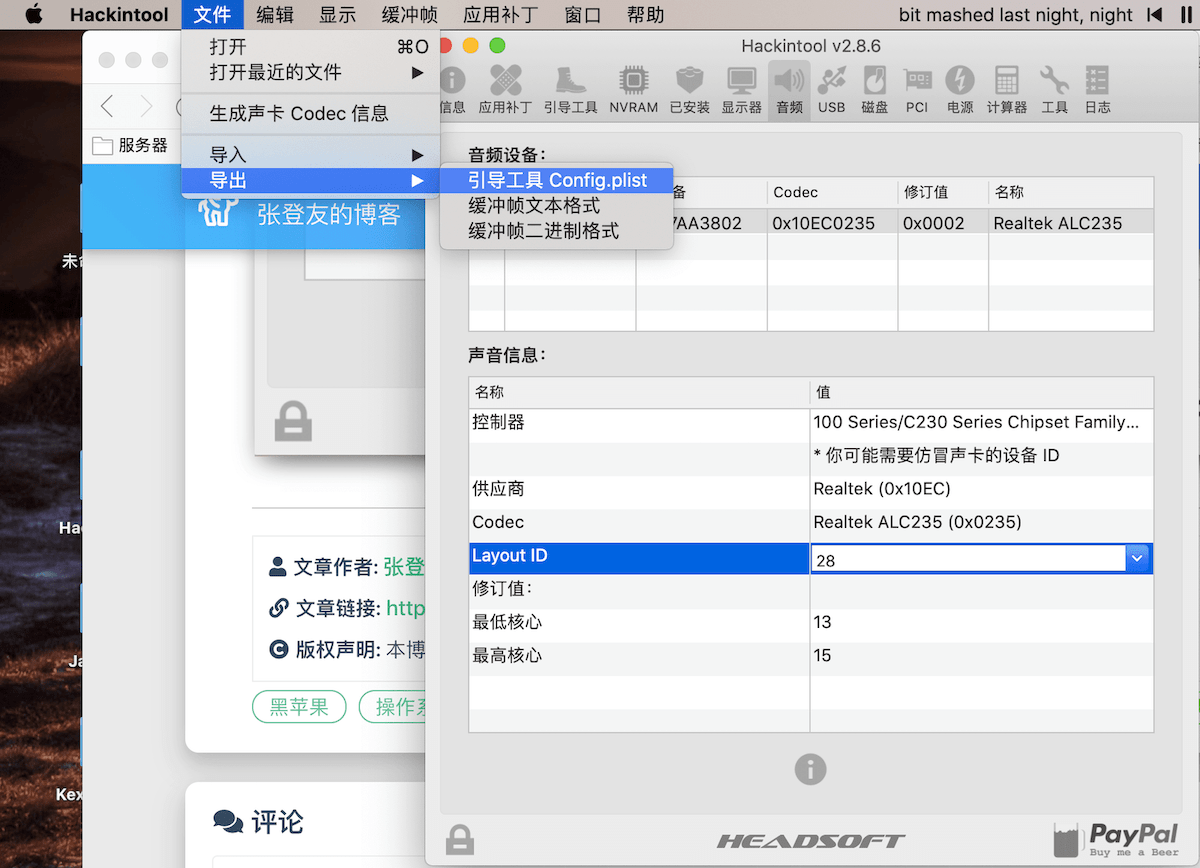 Hackintool 文件 编辑 显示 缓冲帧 应用补丁 窗口 帮助 bit mashed last night, night
打开 ⌘O
打开最近的文件 ▶
生成声卡 Codec 信息
导入 ▶
导出 ▶
引导工具 Config.plist
缓冲帧文本格式
缓冲帧二进制格式
服务器
张登友的博客
未命
Hac
Ja
Kex
文章作者: 张登
文章链接: http
版权声明: 本博
黑苹果 操作系
评论
Hackintool v2.8.6
信息 应用补丁 引导工具 NVRAM 已安装 显示器 音频 USB 磁盘 PCI 电源 计算器 工具 日志
音频设备:
备 Codec 修订值 名称
7AA3802 0x10EC0235 0x0002 Realtek ALC235
声音信息:
名称 值
控制器 100 Series/C230 Series Chipset Family...
* 你可能需要仿冒声卡的设备 ID
供应商 Realtek (0x10EC)
Codec Realtek ALC235 (0x0235)
Layout ID 28
修订值:
最低核心 13
最高核心 15
HEADSOFT
PayPal
Buy me a Beer